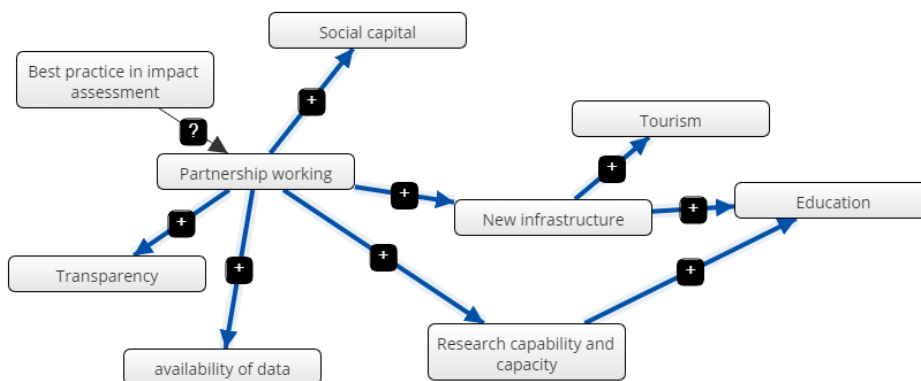 Social capital
Best practice in impact
assessment
+
?
Tourism
Partnership working
+
+
New infrastructure
+
Education
+
+
+
+
Transparency
availability of data
Research capability and
capacity